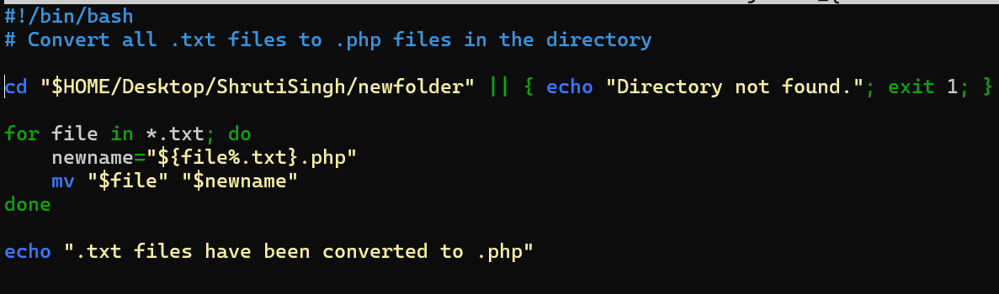 #!/bin/bash
# Convert all .txt files to .php files in the directory
cd "$HOME/Desktop/ShrutiSingh/newfolder" || { echo "Directory not found."; exit 1; }
for file in *.txt; do
    newname="${file%.txt}.php"
    mv "$file" "$newname"
done
echo ".txt files have been converted to .php"